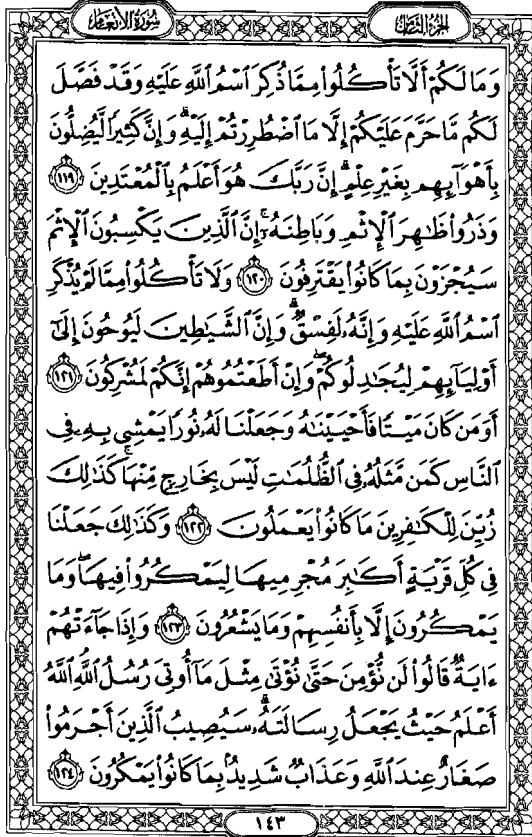 سُورَةُ الأَنْعَامِ
الجُزْءُ الثَّامِنُ
وَمَا لَكُمْ أَلَّا تَأْكُلُوا۟ مِمَّا ذُكِرَ ٱسْمُ ٱللَّهِ عَلَيْهِ وَقَدْ فَصَّلَ
لَكُم مَّا حَرَّمَ عَلَيْكُمْ إِلَّا مَا ٱضْطُرِرْتُمْ إِلَيْهِ ۗ وَإِنَّ كَثِيرًا لَّيُضِلُّونَ
بِأَهْوَآئِهِم بِغَيْرِ عِلْمٍ ۗ إِنَّ رَبَّكَ هُوَ أَعْلَمُ بِٱلْمُعْتَدِينَ ١١٩
وَذَرُوا۟ ظَٰهِرَ ٱلْإِثْمِ وَبَاطِنَهُۥٓ ۚ إِنَّ ٱلَّذِينَ يَكْسِبُونَ ٱلْإِثْمَ
سَيُجْزَوْنَ بِمَا كَانُوا۟ يَقْتَرِفُونَ ١٢٠ وَلَا تَأْكُلُوا۟ مِمَّا لَمْ يُذْكَرِ
ٱسْمُ ٱللَّهِ عَلَيْهِ وَإِنَّهُۥ لَفِسْقٌ ۗ وَإِنَّ ٱلشَّيَٰطِينَ لَيُوحُونَ إِلَىٰٓ
أَوْلِيَآئِهِمْ لِيُجَٰدِلُوكُمْ ۖ وَإِنْ أَطَعْتُمُوهُمْ إِنَّكُمْ لَمُشْرِكُونَ ١٢١
أَوَمَن كَانَ مَيْتًا فَأَحْيَيْنَٰهُ وَجَعَلْنَا لَهُۥ نُورًا يَمْشِى بِهِۦ فِى
ٱلنَّاسِ كَمَن مَّثَلُهُۥ فِى ٱلظُّلُمَٰتِ لَيْسَ بِخَارِجٍ مِّنْهَا ۚ كَذَٰلِكَ
زُيِّنَ لِلْكَٰفِرِينَ مَا كَانُوا۟ يَعْمَلُونَ ١٢٢ وَكَذَٰلِكَ جَعَلْنَا
فِى كُلِّ قَرْيَةٍ أَكَٰبِرَ مُجْرِمِيهَا لِيَمْكُرُوا۟ فِيهَا ۖ وَمَا
يَمْكُرُونَ إِلَّا بِأَنفُسِهِمْ وَمَا يَشْعُرُونَ ١٢٣ وَإِذَا جَآءَتْهُمْ
ءَايَةٌ قَالُوا۟ لَن نُّؤْمِنَ حَتَّىٰ نُؤْتَىٰ مِثْلَ مَآ أُوتِىَ رُسُلُ ٱللَّهِ ۘ ٱللَّهُ
أَعْلَمُ حَيْثُ يَجْعَلُ رِسَالَتَهُۥ ۗ سَيُصِيبُ ٱلَّذِينَ أَجْرَمُوا۟
صَغَارٌ عِندَ ٱللَّهِ وَعَذَابٌ شَدِيدٌۢ بِمَا كَانُوا۟ يَمْكُرُونَ ١٢٤
١٤٣